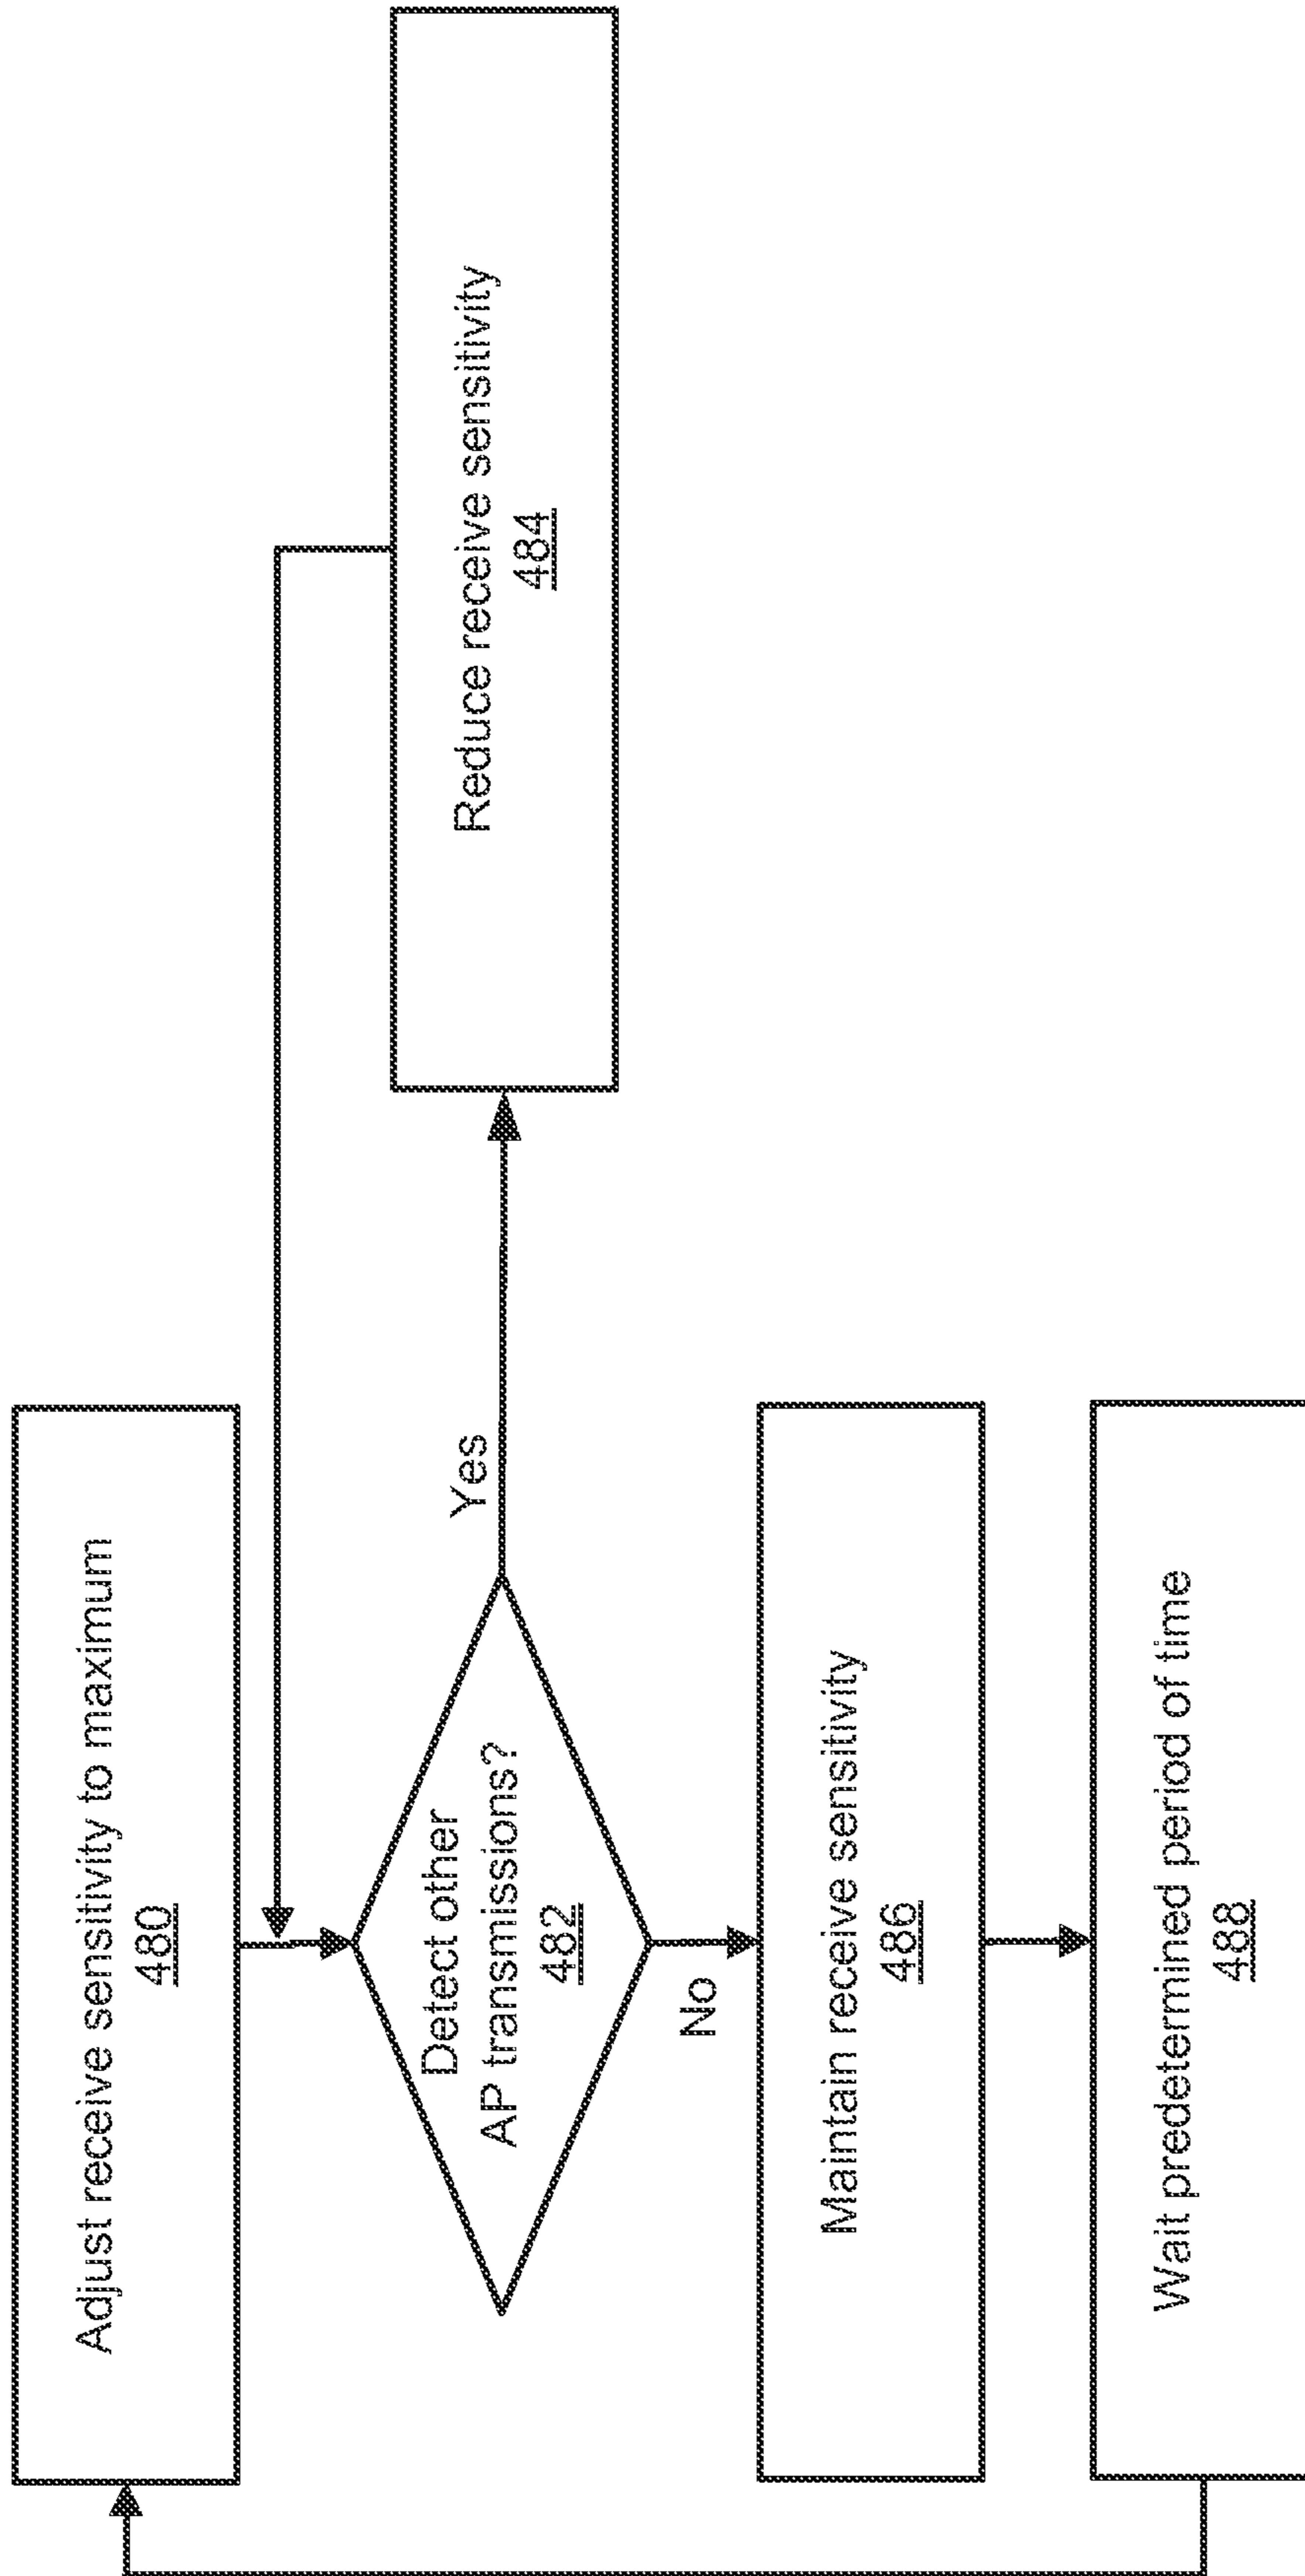 Adjust receive sensitivity to maximum
480
Detect other
AP transmissions?
482
Yes
Reduce receive sensitivity
484
No
Maintain receive sensitivity
486
Wait predetermined period of time
488